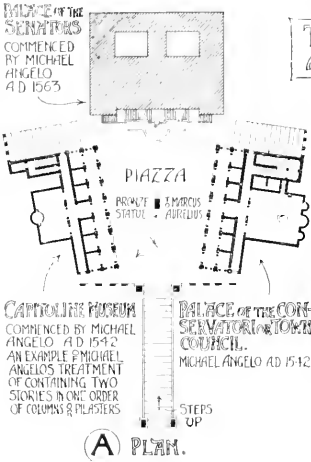 PALACE OF THE
SENATORS
COMMENCED
BY MICHAEL
ANGELO
A.D 1563
PIAZZA
BRONZE
STATUE
MARCUS
AURELIUS
CAPITOLINE MUSEUM
COMMENCED BY MICHAEL
ANGELO A.D 1542
AN EXAMPLE OF MICHAEL
ANGELOS TREATMENT
OF CONTAINING TWO
STORIES IN ONE ORDER
OF COLUMNS & PILASTERS
PALACE OF THE CON-
SERVATORI OR TOWN
COUNCIL.
MICHAEL ANGELO A.D 1542
STEPS
UP
A PLAN.